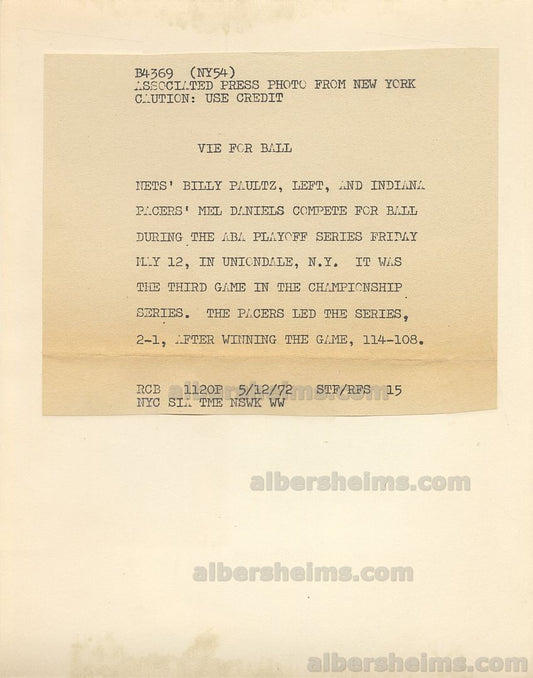 B4369 (NY54)
ASSOCIATED PRESS PHOTO FROM NEW YORK
CAUTION: USE CREDIT
VIE FOR BALL
NETS' BILLY PAULTZ, LEFT, AND INDIANA
PACERS' MEL DANIELS COMPETE FOR BALL
DURING THE ABA PLAYOFF SERIES FRIDAY
MAY 12, IN UNIONDALE, N.Y. IT WAS
THE THIRD GAME IN THE CHAMPIONSHIP
SERIES. THE PACERS LED THE SERIES,
2-1, AFTER WINNING THE GAME, 114-108.
RCB 1120P 5/12/72 STF/RFS 15
albersheims.com
NYC SIA TME NSWK WW
albersheims.com
albersheims.com
albersheims.com